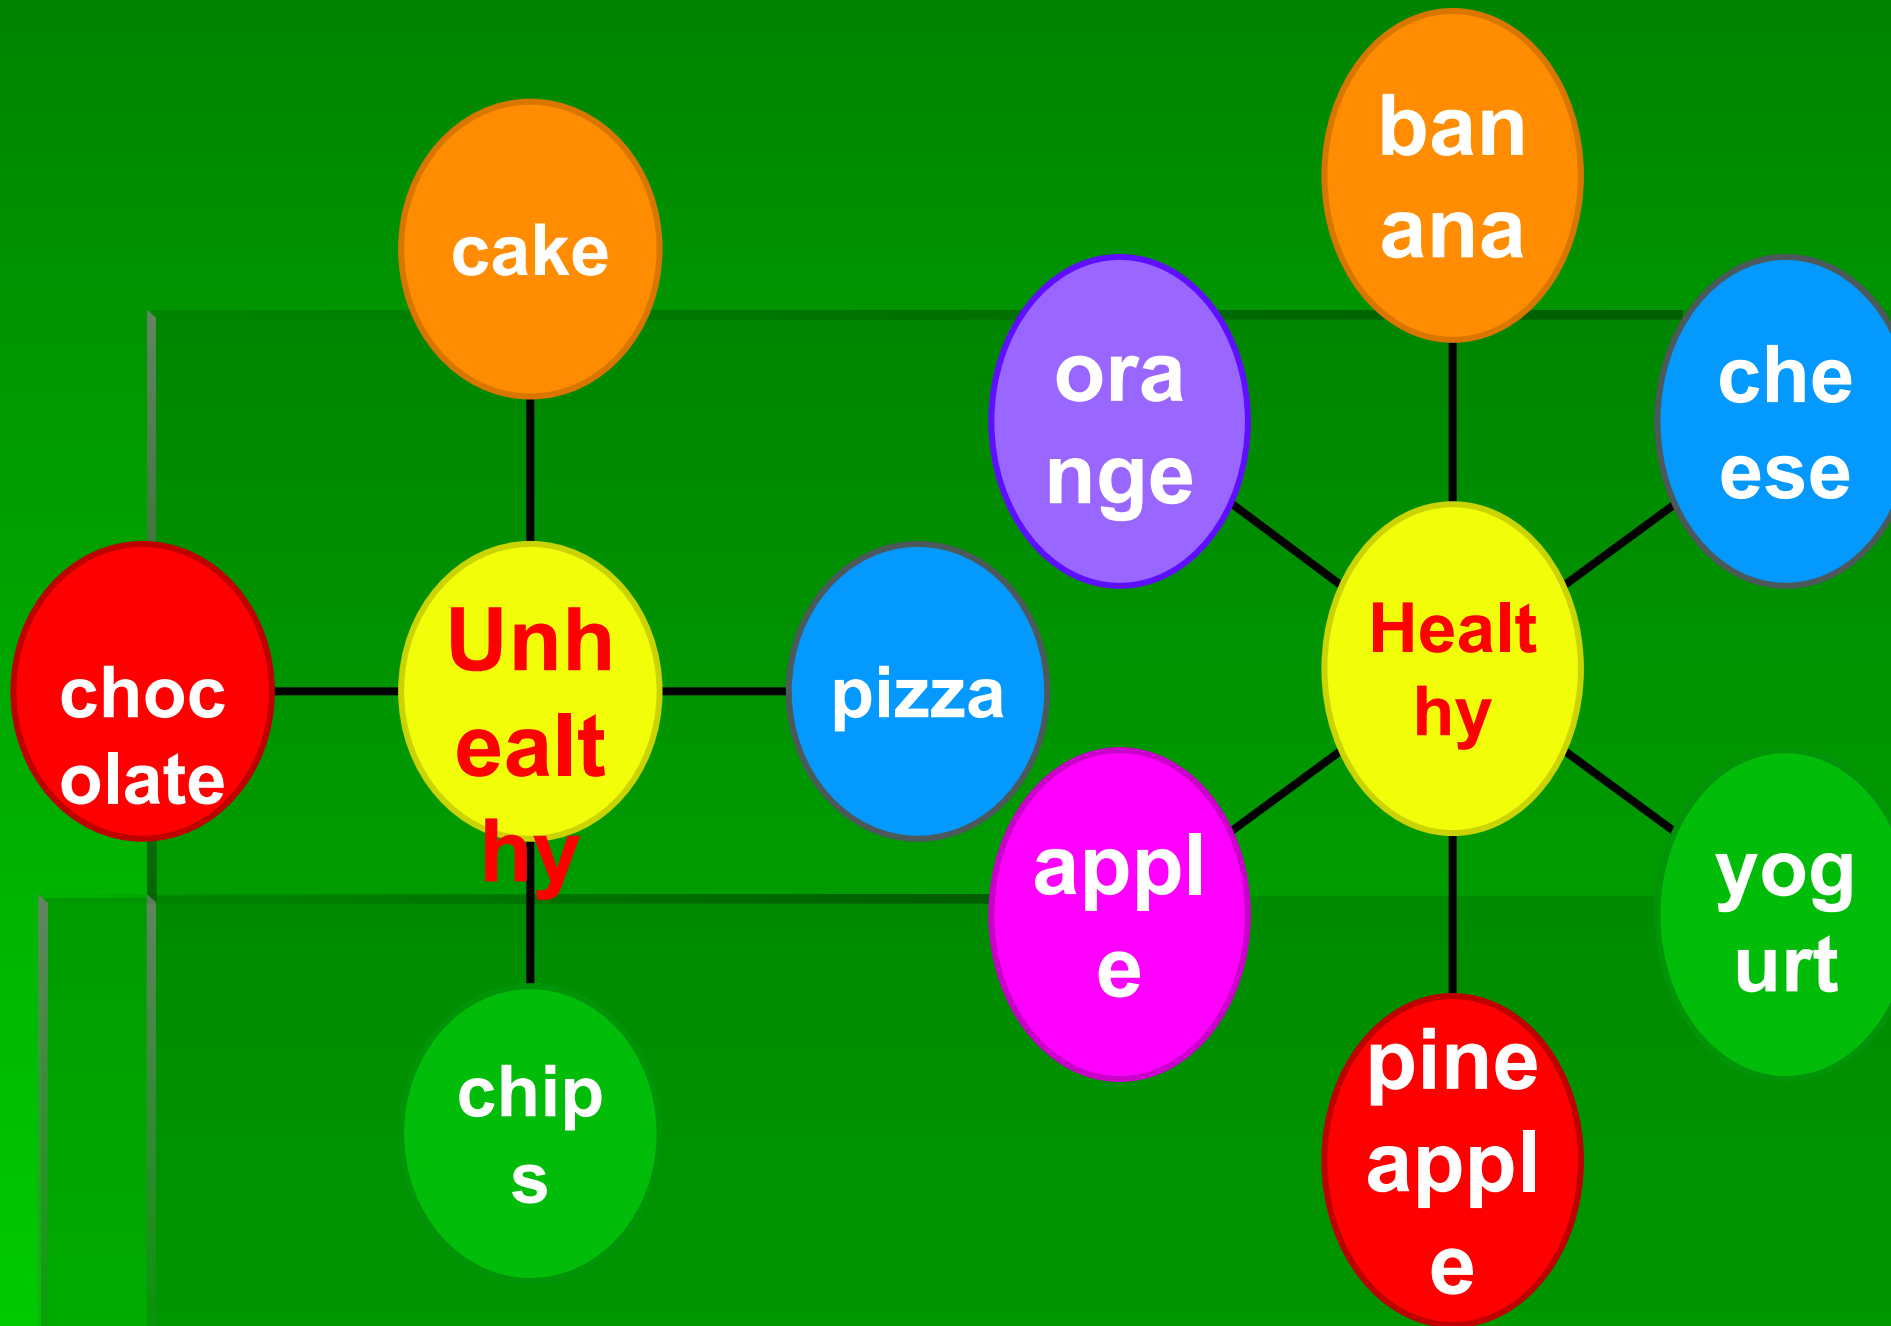 cake
choc
olate
Unh
ealt
hy
pizza
chip
s
ban
ana
ora
nge
che
ese
Healt
hy
appl
e
yog
urt
pine
appl
e